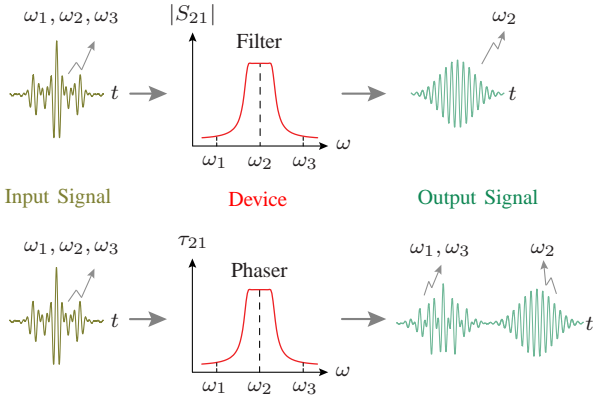 ω₁, ω₂, ω₃
t
|S₂₁|
Filter
ω₁ ω₂ ω₃ ω
ω₂
t
Input Signal
Device
Output Signal
ω₁, ω₂, ω₃
t
τ₂₁
Phaser
ω₁ ω₂ ω₃ ω
ω₁, ω₃
ω₂
t